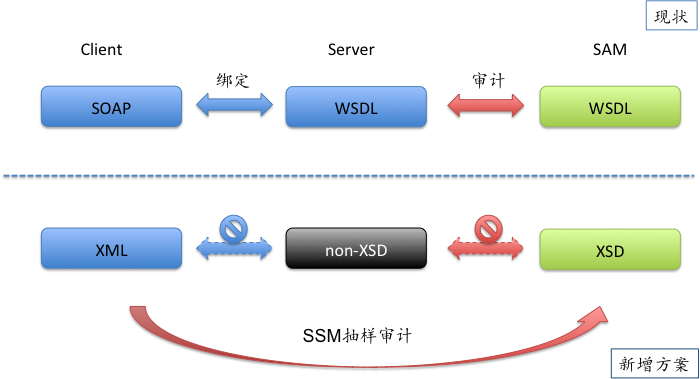 现状
Client
Server
SAM
绑定
审计
SOAP
WSDL
WSDL
XML
non-XSD
XSD
SSM抽样审计
新增方案